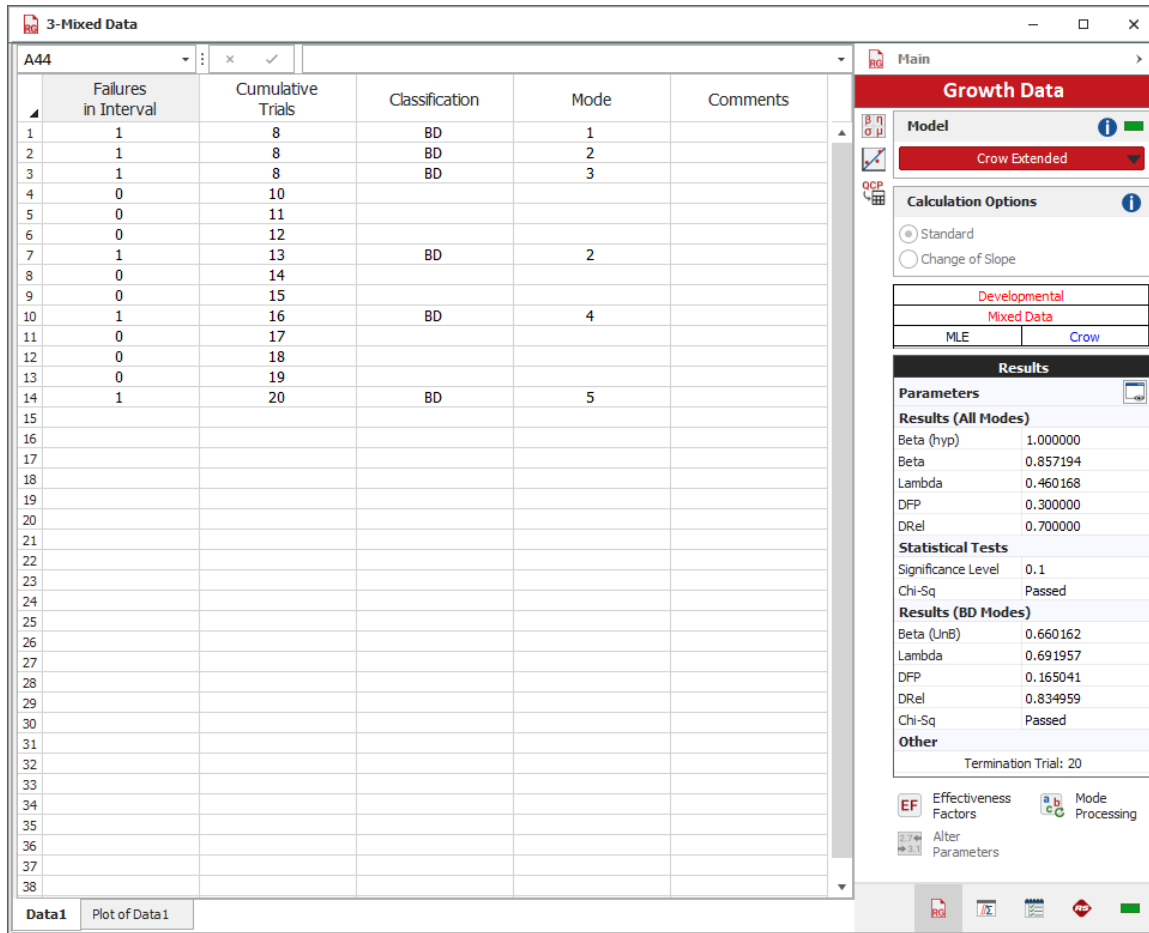 3-Mixed Data
A44
Failures in Interval Cumulative Trials Classification Mode Comments
1 1 8 BD 1
2 1 8 BD 2
3 1 8 BD 3
4 0 10
5 0 11
6 0 12
7 1 13 BD 2
8 0 14
9 0 15
10 1 16 BD 4
11 0 17
12 0 18
13 0 19
14 1 20 BD 5
15
16
17
18
19
20
21
22
23
24
25
26
27
28
29
30
31
32
33
34
35
36
37
38
Data1 Plot of Data1
RG Main
Growth Data
β η
σ μ
QCP
Model
Crow Extended
Calculation Options
Standard
Change of Slope
Developmental
Mixed Data
MLE Crow
Results
Parameters
Results (All Modes)
Beta (hyp) 1.000000
Beta 0.857194
Lambda 0.460168
DFP 0.300000
DRel 0.700000
Statistical Tests
Significance Level 0.1
Chi-Sq Passed
Results (BD Modes)
Beta (UnB) 0.660162
Lambda 0.691957
DFP 0.165041
DRel 0.834959
Chi-Sq Passed
Other
Termination Trial: 20
EF Effectiveness Factors
Mode Processing
2.7
3.1
Alter Parameters